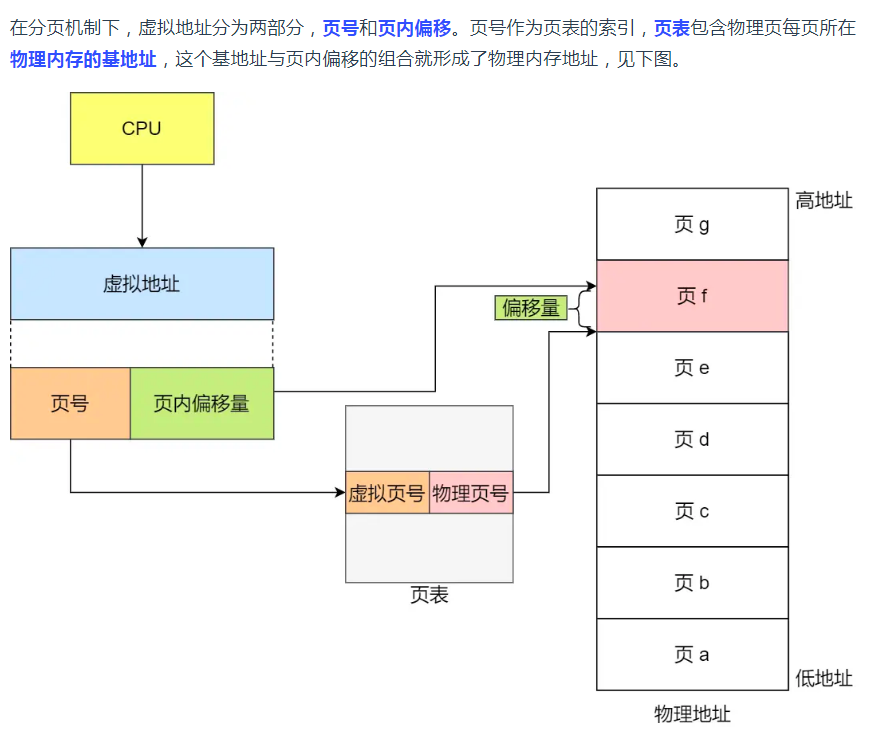 在分页机制下，虚拟地址分为两部分，页号和页内偏移。页号作为页表的索引，页表包含物理页每页所在
物理内存的基地址，这个基地址与页内偏移的组合就形成了物理内存地址，见下图。
CPU
虚拟地址
页号
页内偏移量
虚拟页号
物理页号
页表
偏移量
高地址
页 g
页 f
页 e
页 d
页 c
页 b
页 a
低地址
物理地址